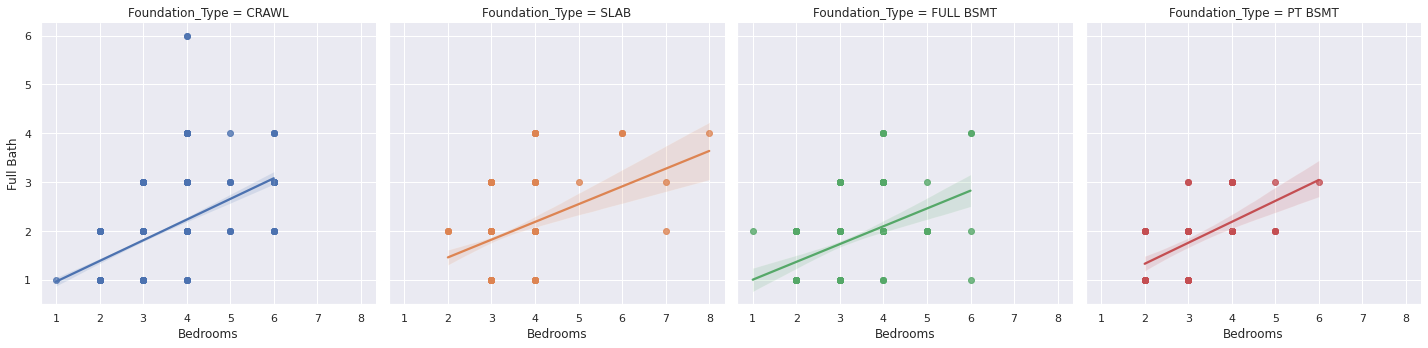 Foundation_Type = CRAWL Foundation_Type = SLAB Foundation_Type = FULL BSMT Foundation_Type = PT BSMT
6
5
4
3
2
1
Full Bath
1 2 3 4 5 6 7 8 1 2 3 4 5 6 7 8 1 2 3 4 5 6 7 8 1 2 3 4 5 6 7 8
Bedrooms Bedrooms Bedrooms Bedrooms